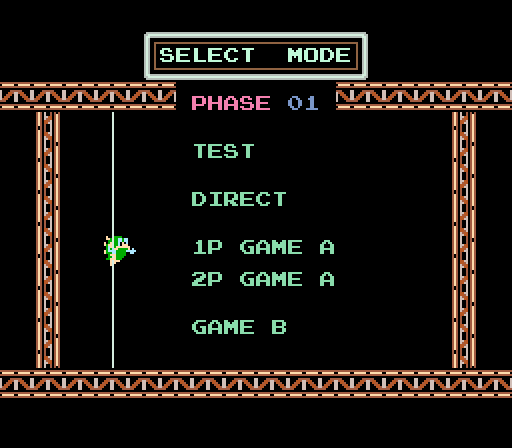 SELECT MODE
PHASE 01
TEST
DIRECT
1P GAME A
2P GAME A
GAME B